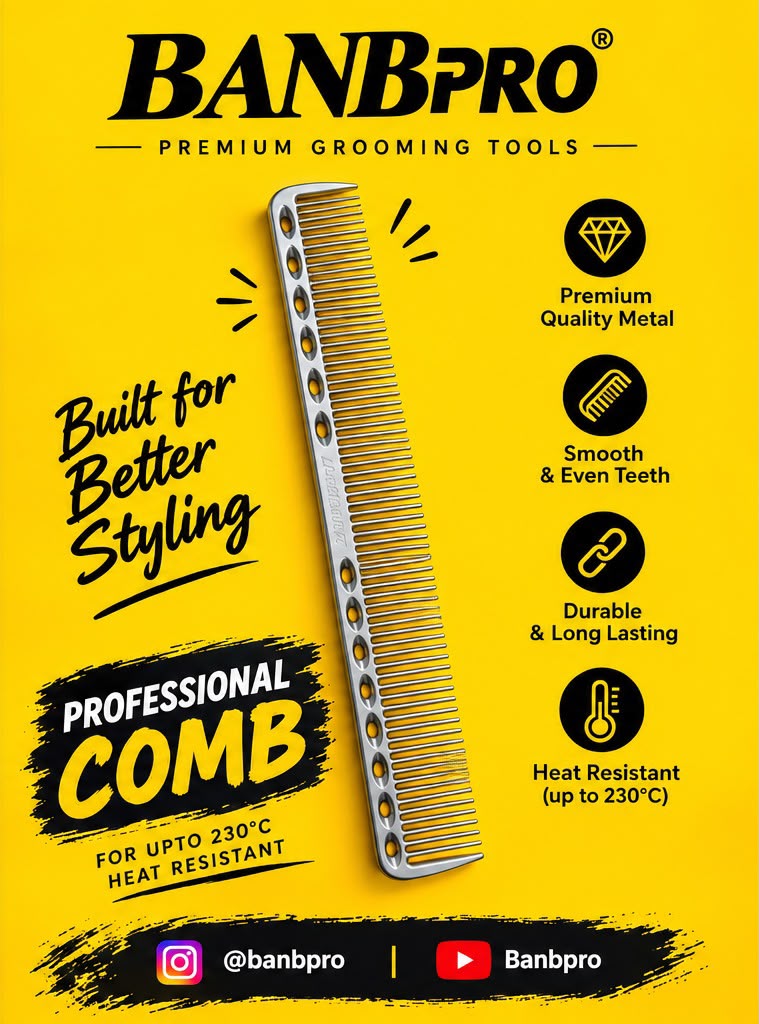 BANBPRO®
PREMIUM GROOMING TOOLS
Premium
Quality Metal
Smooth
& Even Teeth
Durable
& Long Lasting
Heat Resistant
(up to 230°C)
Built for
Better
Styling
PROFESSIONAL
COMB
FOR UPTO 230°C
HEAT RESISTANT
@banbpro | Banbpro